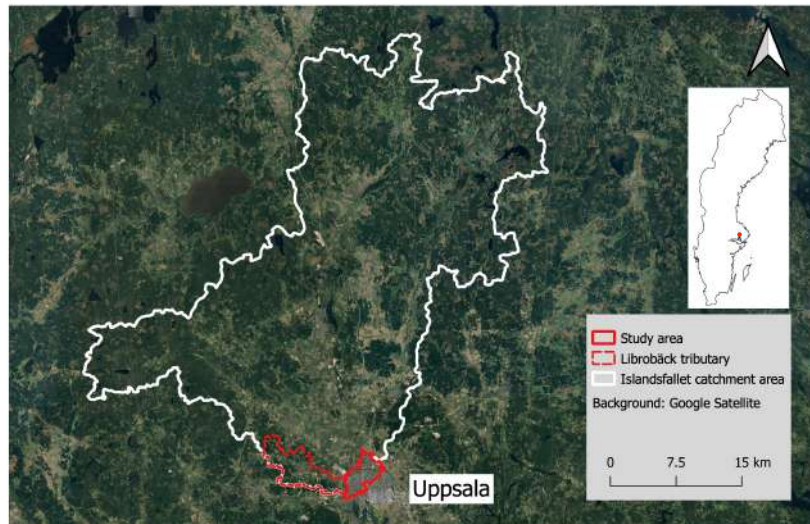 Study area
Librobäck tributary
Islandsfallet catchment area
Background: Google Satellite
0 7.5 15 km
Uppsala